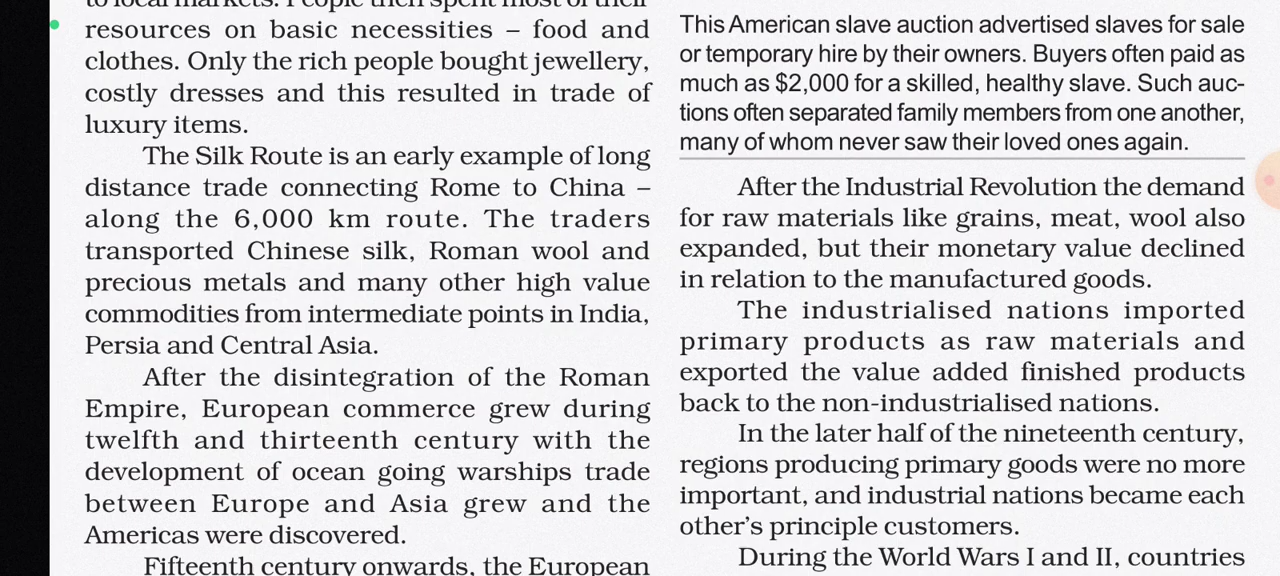 to local markets. People then spent most of their
resources on basic necessities – food and
clothes. Only the rich people bought jewellery,
costly dresses and this resulted in trade of
luxury items.
The Silk Route is an early example of long
distance trade connecting Rome to China –
along the 6,000 km route. The traders
transported Chinese silk, Roman wool and
precious metals and many other high value
commodities from intermediate points in India,
Persia and Central Asia.
After the disintegration of the Roman
Empire, European commerce grew during
twelfth and thirteenth century with the
development of ocean going warships trade
between Europe and Asia grew and the
Americas were discovered.
Fifteenth century onwards, the European
This American slave auction advertised slaves for sale
or temporary hire by their owners. Buyers often paid as
much as $2,000 for a skilled, healthy slave. Such auc-
tions often separated family members from one another,
many of whom never saw their loved ones again.
After the Industrial Revolution the demand
for raw materials like grains, meat, wool also
expanded, but their monetary value declined
in relation to the manufactured goods.
The industrialised nations imported
primary products as raw materials and
exported the value added finished products
back to the non-industrialised nations.
In the later half of the nineteenth century,
regions producing primary goods were no more
important, and industrial nations became each
other's principle customers.
During the World Wars I and II, countries